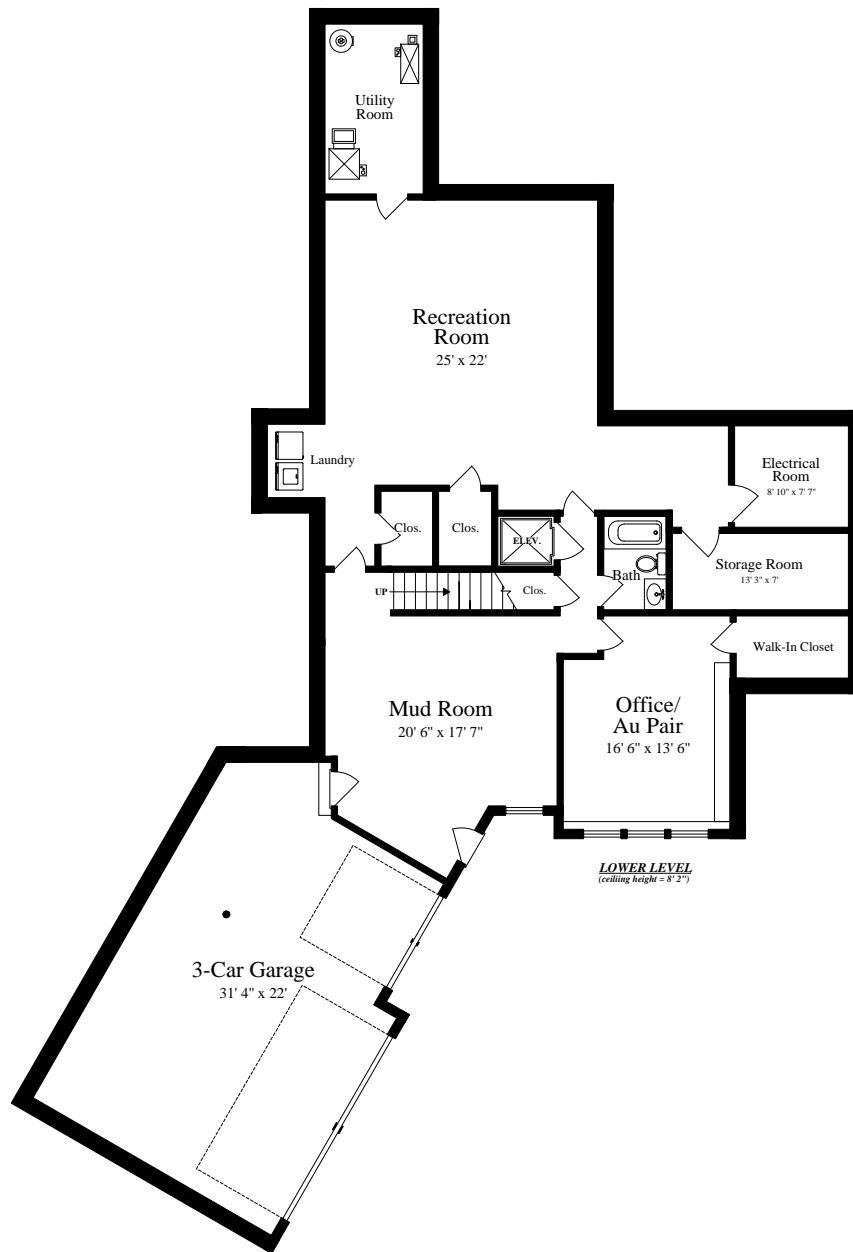 Utility
Room
Recreation
Room
25' x 22'
Laundry
Electrical
Room
8' 10" x 7' 7"
Clos.
Clos.
ELEV.
Storage Room
13' 3" x 7'
Bath
UP
Clos.
Walk-In Closet
Office/
Au Pair
16' 6" x 13' 6"
Mud Room
20' 6" x 17' 7"
LOWER LEVEL
(ceiliing height = 8' 2")
3-Car Garage
31' 4" x 22'